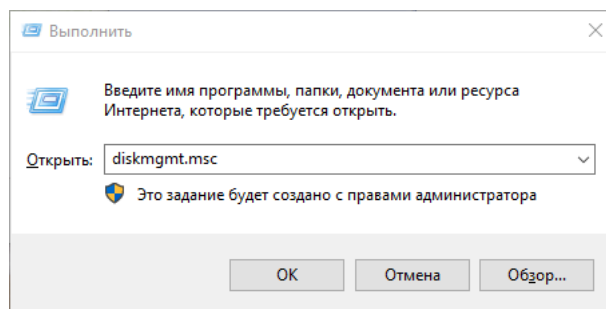 Выполнить
Введите имя программы, папки, документа или ресурса
Интернета, которые требуется открыть.
Открыть: diskmgmt.msc
Это задание будет создано с правами администратора
ОК Отмена Обзор...